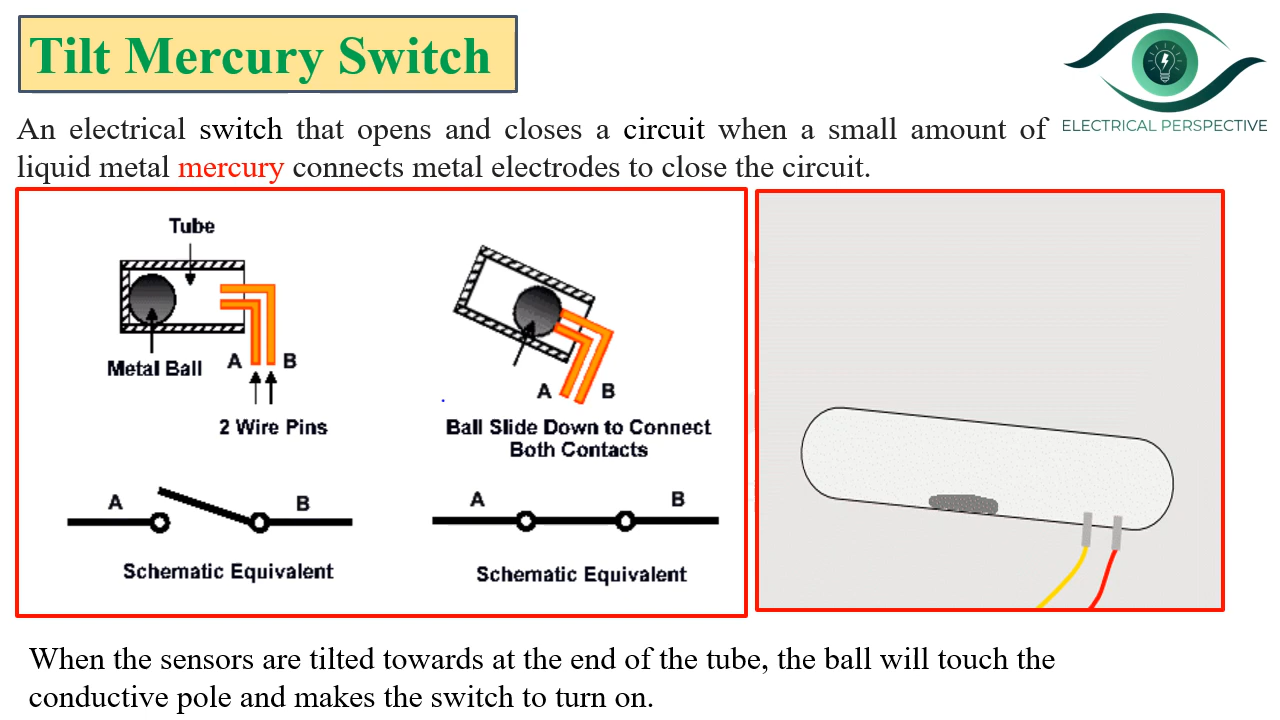 Tilt Mercury Switch
ELECTRICAL PERSPECTIVE
An electrical switch that opens and closes a circuit when a small amount of
liquid metal mercury connects metal electrodes to close the circuit.
Tube
Metal Ball
A B
2 Wire Pins
A B
Ball Slide Down to Connect
Both Contacts
A B
Schematic Equivalent
A B
Schematic Equivalent
When the sensors are tilted towards at the end of the tube, the ball will touch the
conductive pole and makes the switch to turn on.